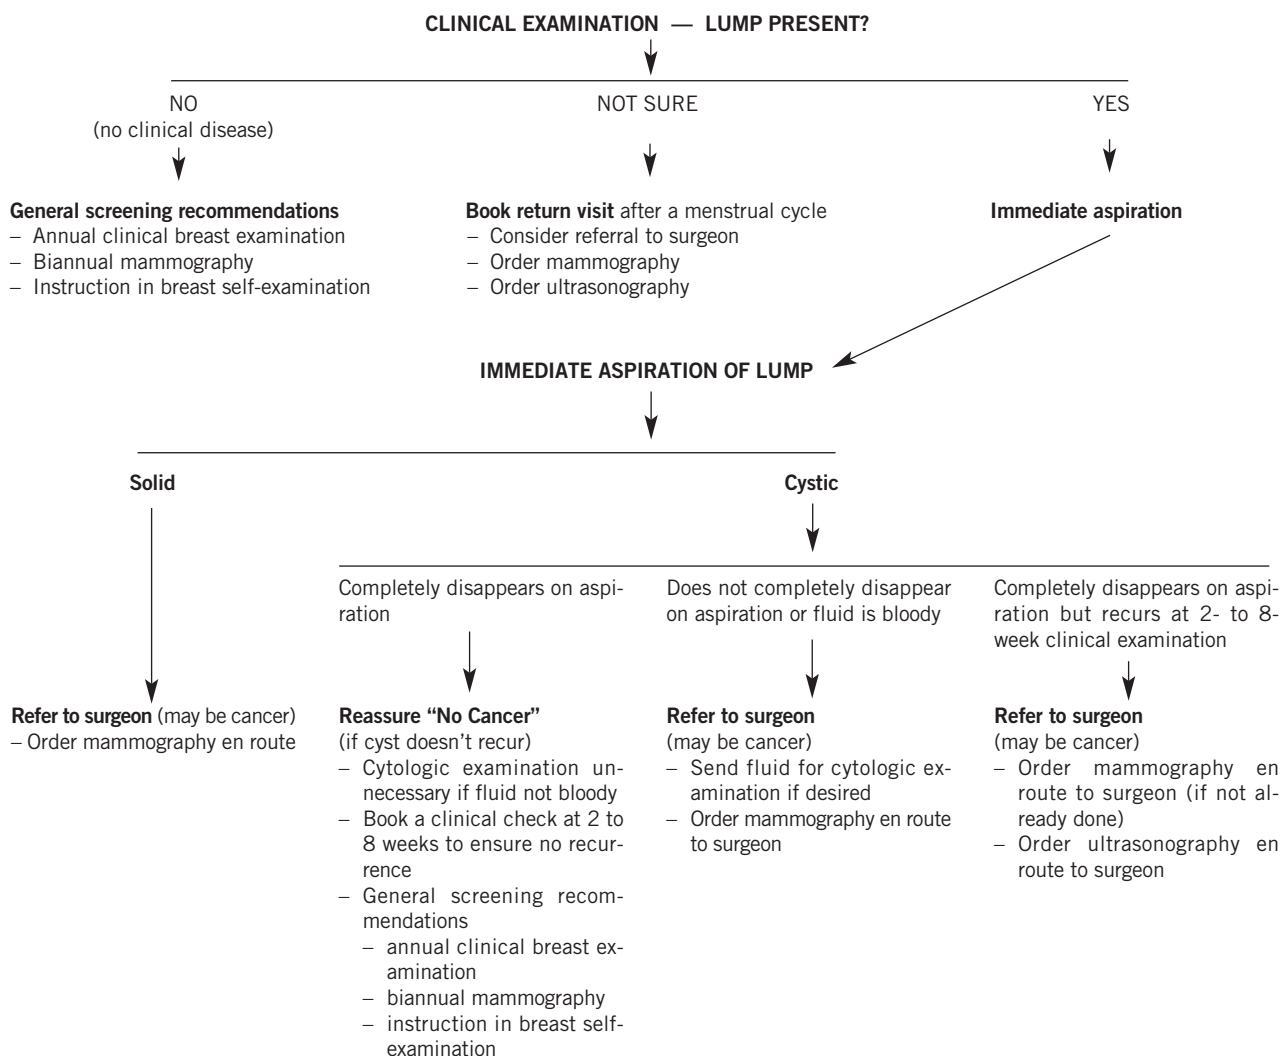 CLINICAL EXAMINATION — LUMP PRESENT?
NO
(no clinical disease)
NOT SURE
YES
General screening recommendations
– Annual clinical breast examination
– Biannual mammography
– Instruction in breast self-examination
Book return visit after a menstrual cycle
– Consider referral to surgeon
– Order mammography
– Order ultrasonography
Immediate aspiration
IMMEDIATE ASPIRATION OF LUMP
Solid
Cystic
Refer to surgeon (may be cancer)
– Order mammography en route
Completely disappears on aspi-
ration
Reassure “No Cancer”
(if cyst doesn’t recur)
– Cytologic examination un-
necessary if fluid not bloody
– Book a clinical check at 2 to
8 weeks to ensure no recur-
rence
– General screening recom-
mendations
– annual clinical breast ex-
amination
– biannual mammography
– instruction in breast self-
examination
Does not completely disappear
on aspiration or fluid is bloody
Refer to surgeon
(may be cancer)
– Send fluid for cytologic ex-
amination if desired
– Order mammography en route
to surgeon
Completely disappears on aspi-
ration but recurs at 2- to 8-
week clinical examination
Refer to surgeon
(may be cancer)
– Order mammography en
route to surgeon (if not al-
ready done)
– Order ultrasonography en
route to surgeon